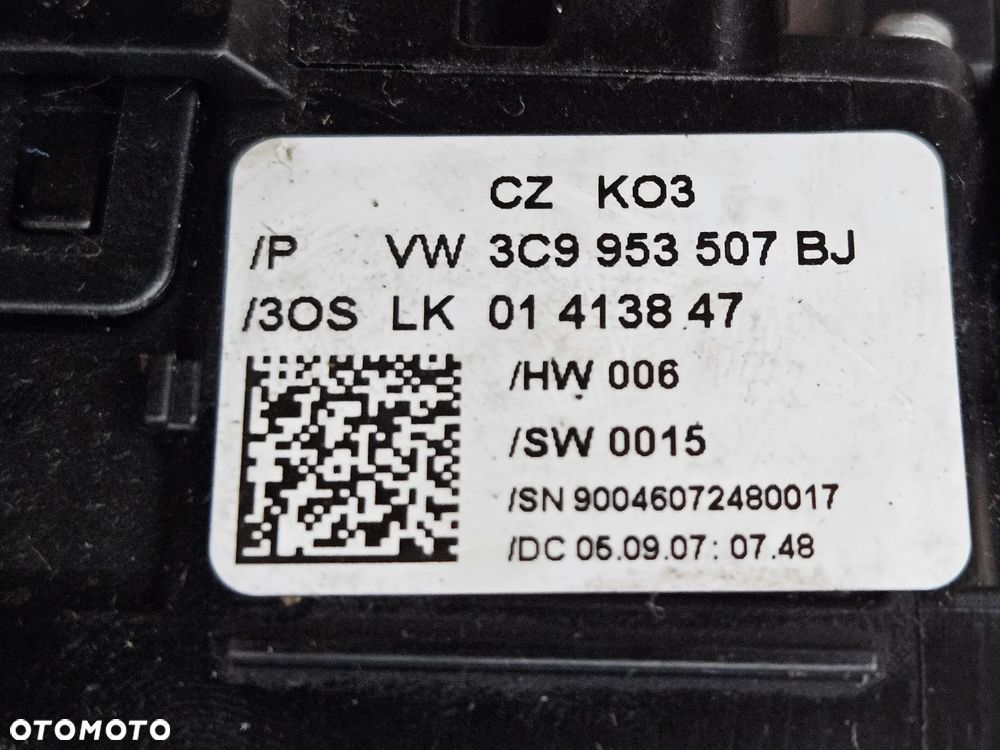 CZ KO3
/P VW 3C9 953 507 BJ
/3OS LK 01 4138 47
/HW 006
/SW 0015
/SN 90046072480017
/DC 05.09.07: 07.48
OTOMOTO